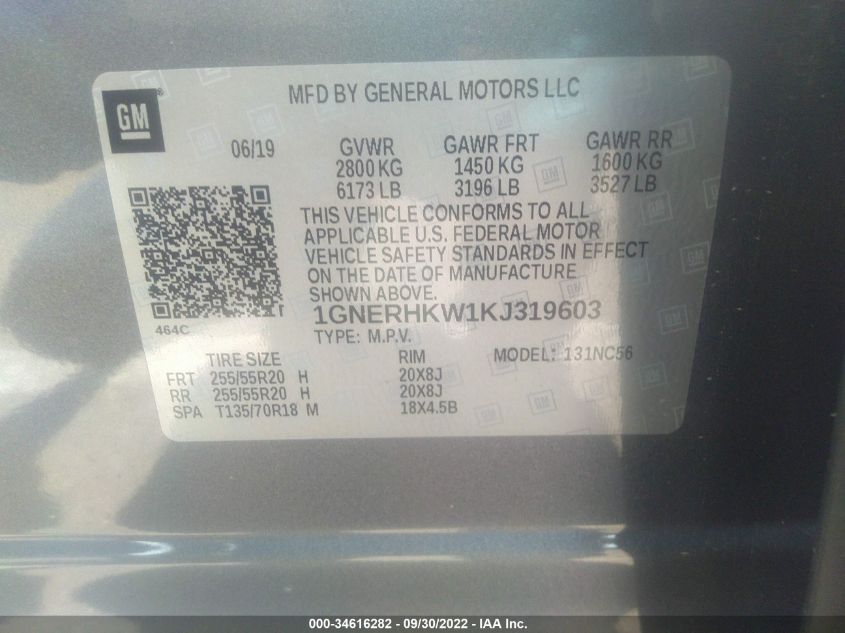 MFD BY GENERAL MOTORS LLC
GM
06/19 GVWR GAWR FRT GAWR RR
2800 KG 1450 KG 1600 KG
6173 LB 3196 LB 3527 LB
THIS VEHICLE CONFORMS TO ALL
APPLICABLE U.S. FEDERAL MOTOR
VEHICLE SAFETY STANDARDS IN EFFECT
ON THE DATE OF MANUFACTURE
SHOWN ABOVE.
1GNERHKW1KJ319603
464C
TYPE: M.P.V.
TIRE SIZE RIM MODEL: 131NC56
FRT 255/55R20 H 20X8J
RR 255/55R20 H 20X8J
SPA T135/70R18 M 18X4.5B
000-34616282 - 09/30/2022 - IAA Inc.